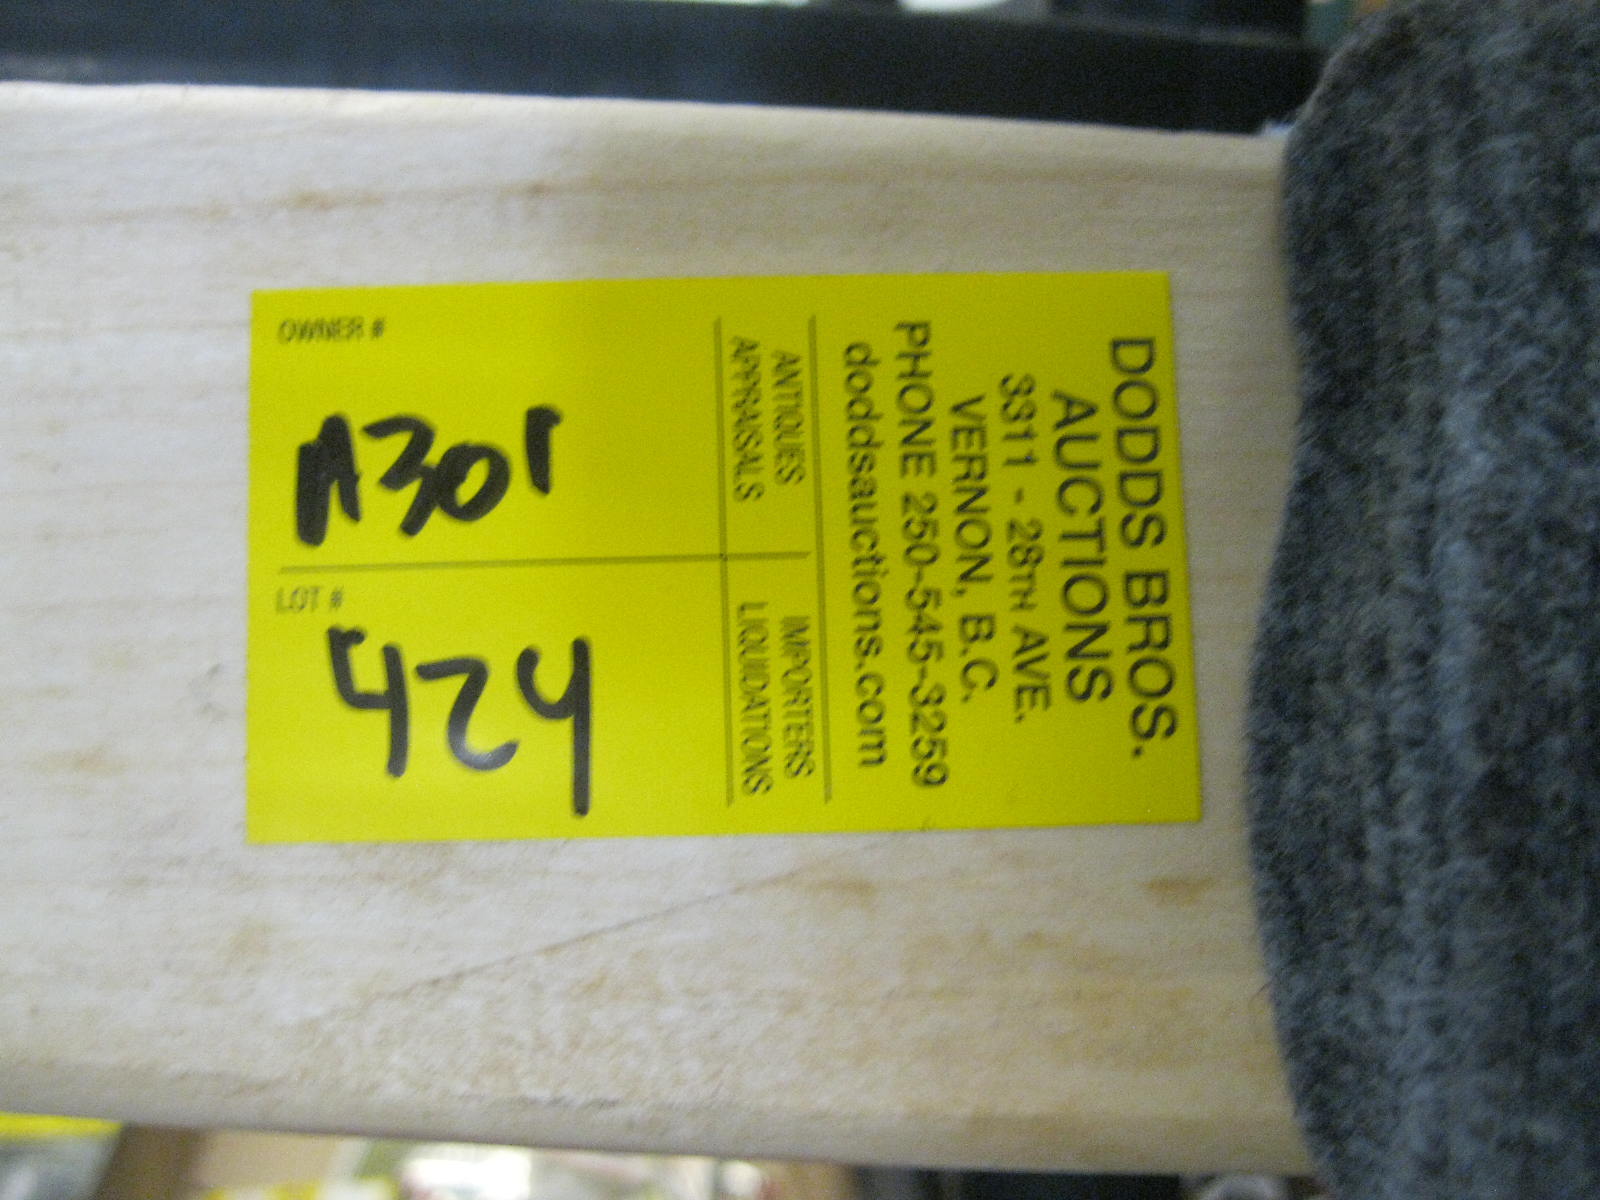 DODDS BROS.
AUCTIONS
3311 - 28TH AVE.
VERNON, B.C.
PHONE 250-545-3259
doddsauctions.com
ANTIQUES IMPORTERS
APPRAISALS LIQUIDATIONS
OWNER #
A301
LOT #
424